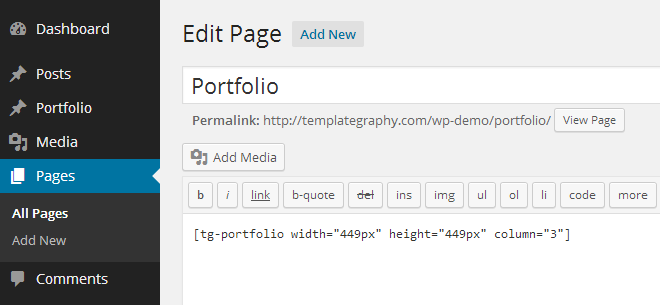 Dashboard
Posts
Portfolio
Media
Pages
All Pages
Add New
Comments
Edit Page Add New
Portfolio
Permalink: http://templategraphy.com/wp-demo/portfolio/ View Page
Add Media
b i link b-quote del ins img ul ol li code more
[tg-portfolio width="449px" height="449px" column="3"]